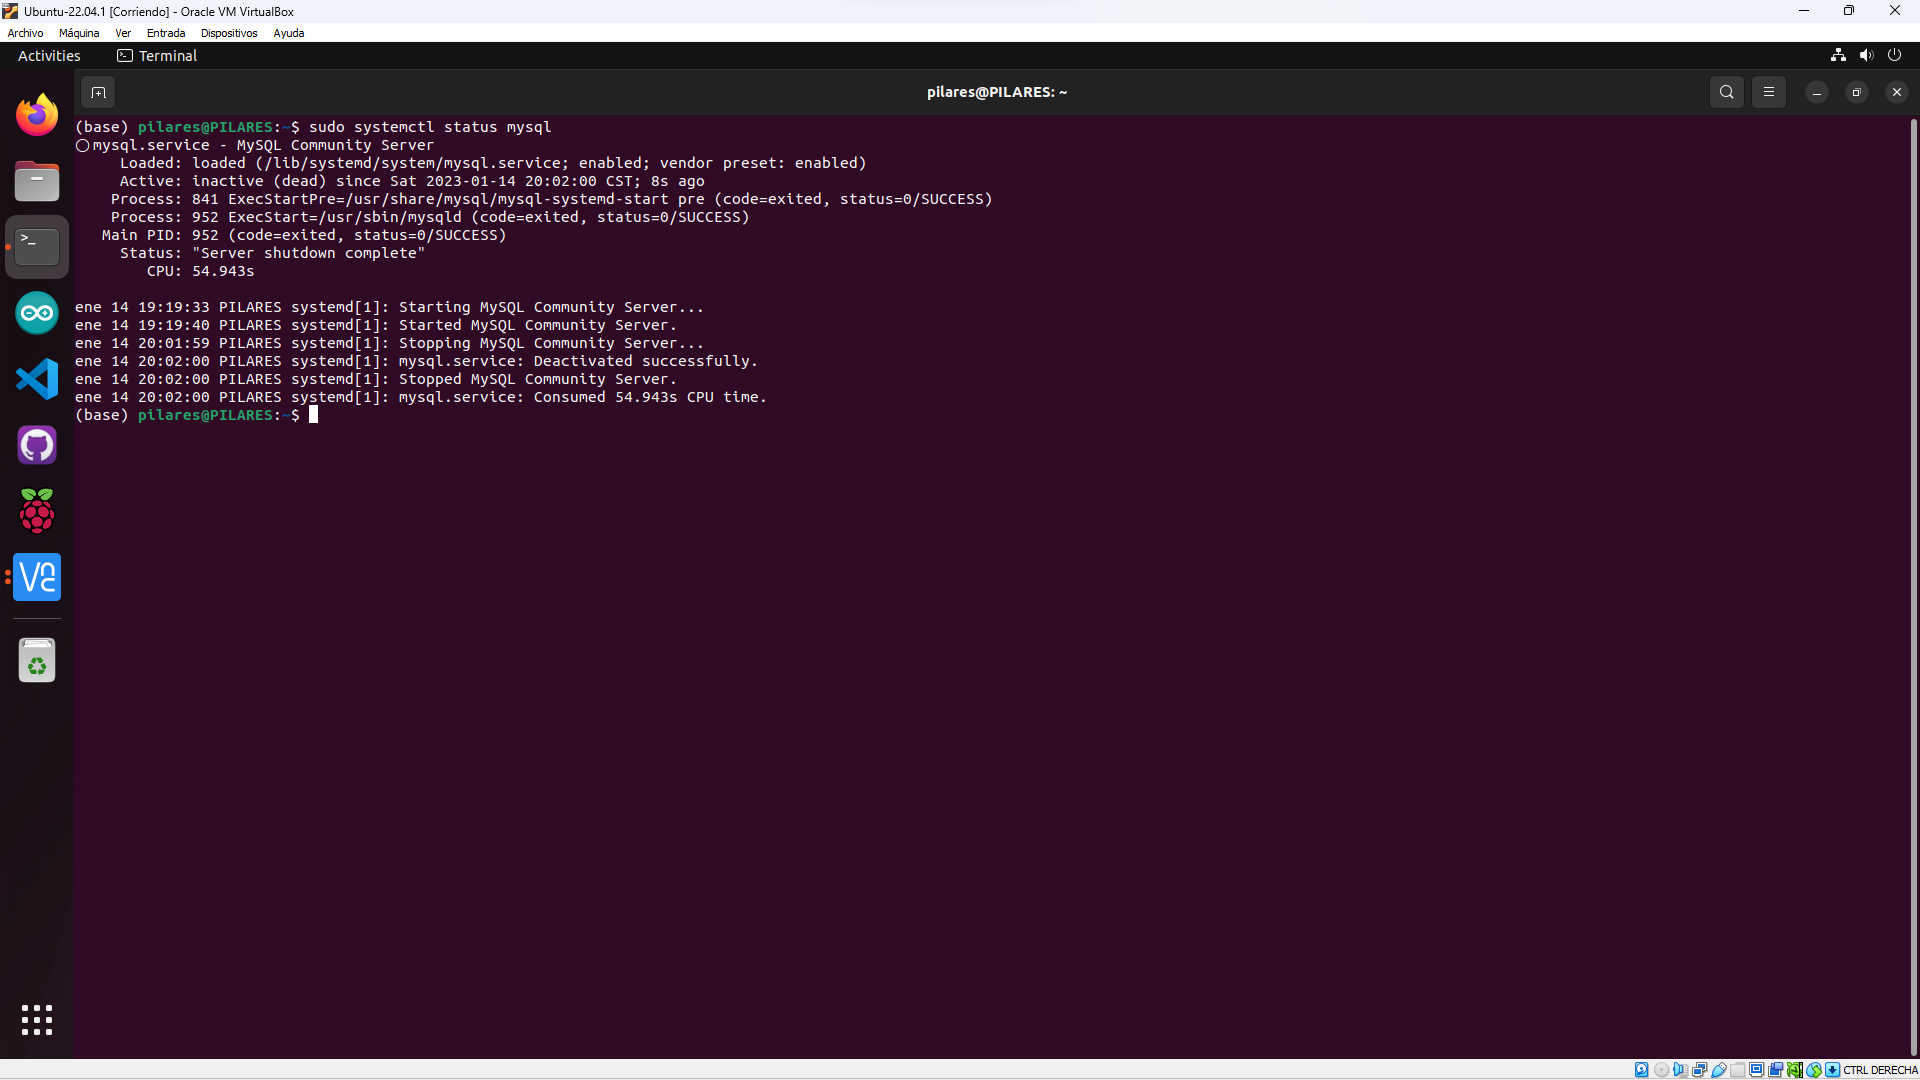 Ubuntu-22.04.1 [Corriendo] - Oracle VM VirtualBox
Archivo Máquina Ver Entrada Dispositivos Ayuda
Activities Terminal
pilares@PILARES: ~
(base) pilares@PILARES:~$ sudo systemctl status mysql
○mysql.service - MySQL Community Server
     Loaded: loaded (/lib/systemd/system/mysql.service; enabled; vendor preset: enabled)
     Active: inactive (dead) since Sat 2023-01-14 20:02:00 CST; 8s ago
    Process: 841 ExecStartPre=/usr/share/mysql/mysql-systemd-start pre (code=exited, status=0/SUCCESS)
    Process: 952 ExecStart=/usr/sbin/mysqld (code=exited, status=0/SUCCESS)
   Main PID: 952 (code=exited, status=0/SUCCESS)
     Status: "Server shutdown complete"
        CPU: 54.943s
ene 14 19:19:33 PILARES systemd[1]: Starting MySQL Community Server...
ene 14 19:19:40 PILARES systemd[1]: Started MySQL Community Server.
ene 14 20:01:59 PILARES systemd[1]: Stopping MySQL Community Server...
ene 14 20:02:00 PILARES systemd[1]: mysql.service: Deactivated successfully.
ene 14 20:02:00 PILARES systemd[1]: Stopped MySQL Community Server.
ene 14 20:02:00 PILARES systemd[1]: mysql.service: Consumed 54.943s CPU time.
(base) pilares@PILARES:~$
CTRL DERECHA